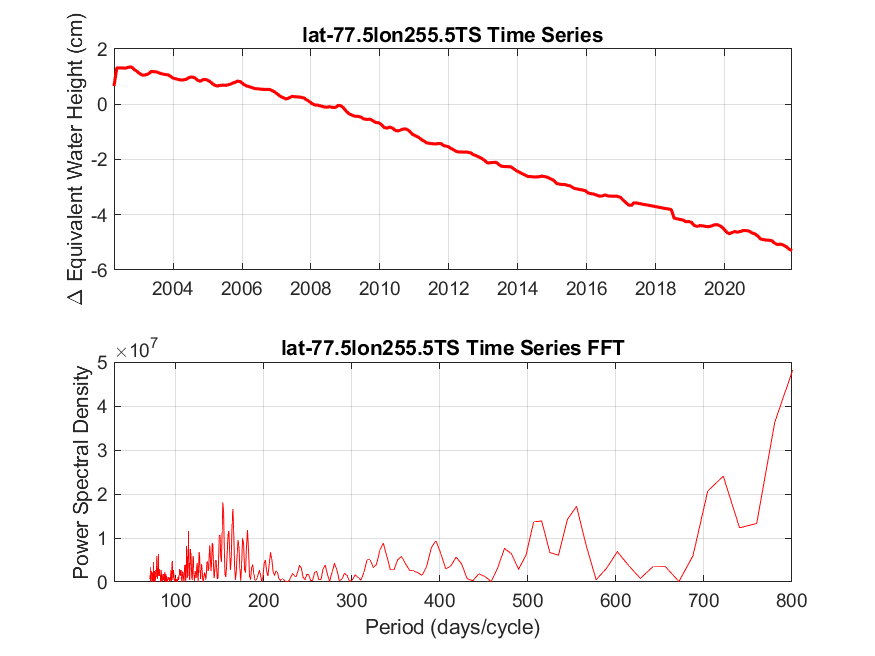 lat-77.5lon255.5TS Time Series
Δ Equivalent Water Height (cm)
2
0
-2
-4
-6
2004 2006 2008 2010 2012 2014 2016 2018 2020
×10^7
lat-77.5lon255.5TS Time Series FFT
Power Spectral Density
5
4
3
2
1
0
100 200 300 400 500 600 700 800
Period (days/cycle)